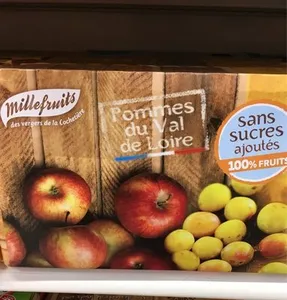 Millefruits
des vergers de la Cochetière
Pommes
du Val
de Loire
sans
sucres
ajoutés
100% FRUITS